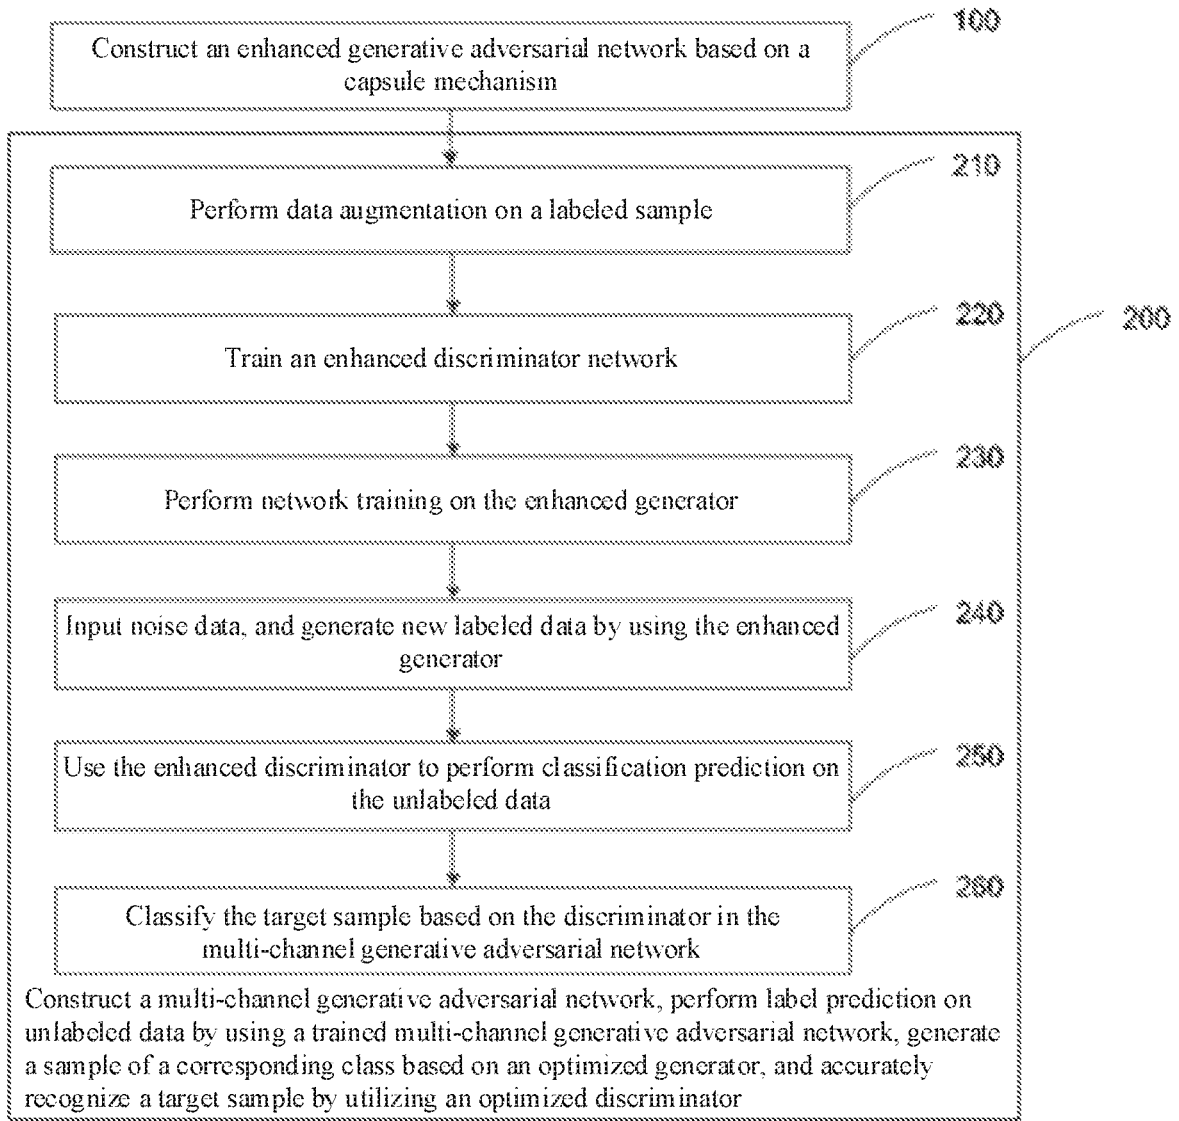 100
Construct an enhanced generative adversarial network based on a
capsule mechanism
210
Perform data augmentation on a labeled sample
220
200
Train an enhanced discriminator network
230
Perform network training on the enhanced generator
240
Input noise data, and generate new labeled data by using the enhanced
generator
250
Use the enhanced discriminator to perform classification prediction on
the unlabeled data
260
Classify the target sample based on the discriminator in the
multi-channel generative adversarial network
Construct a multi-channel generative adversarial network, perform label prediction on
unlabeled data by using a trained multi-channel generative adversarial network, generate
a sample of a corresponding class based on an optimized generator, and accurately
recognize a target sample by utilizing an optimized discriminator